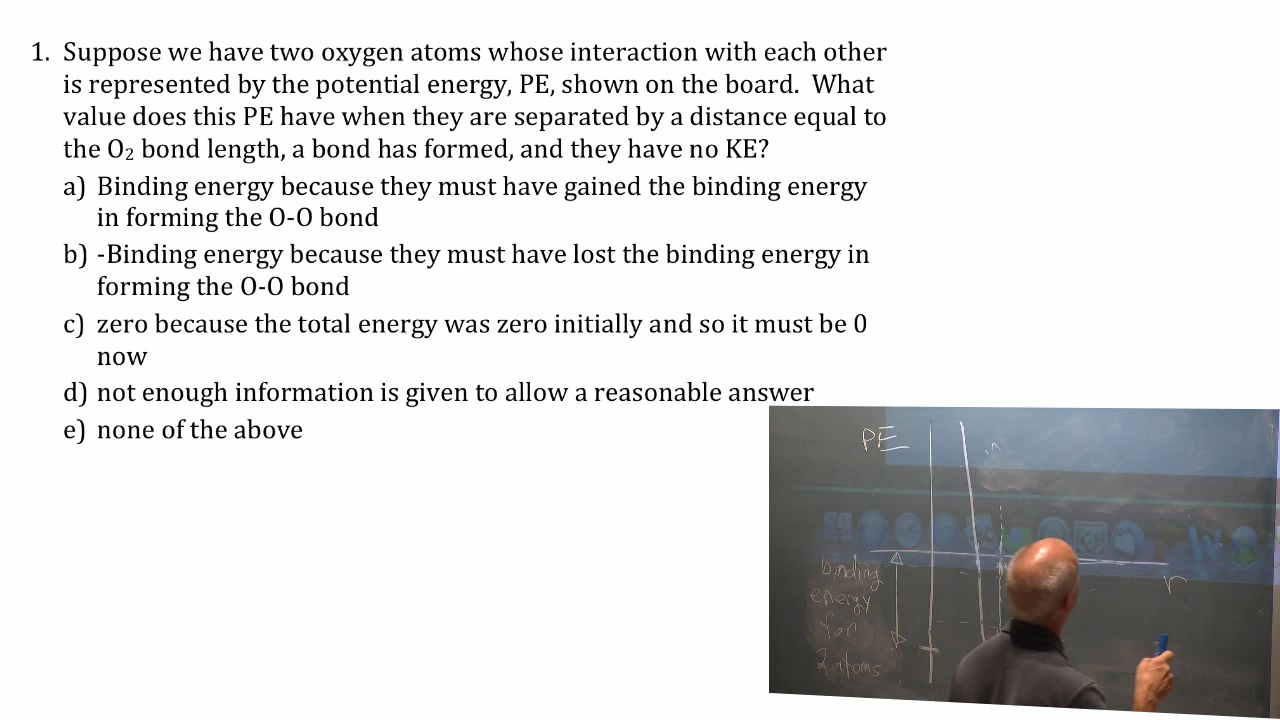 1. Suppose we have two oxygen atoms whose interaction with each other
is represented by the potential energy, PE, shown on the board.  What
value does this PE have when they are separated by a distance equal to
the O₂ bond length, a bond has formed, and they have no KE?
a) Binding energy because they must have gained the binding energy
in forming the O-O bond
b) -Binding energy because they must have lost the binding energy in
forming the O-O bond
c) zero because the total energy was zero initially and so it must be 0
now
d) not enough information is given to allow a reasonable answer
e) none of the above
PE
binding
energy
for
2 atoms
r